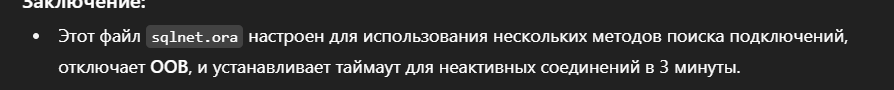 Заключение:
• Этот файл sqlnet.ora настроен для использования нескольких методов поиска подключений,
отключает OOB, и устанавливает таймаут для неактивных соединений в 3 минуты.